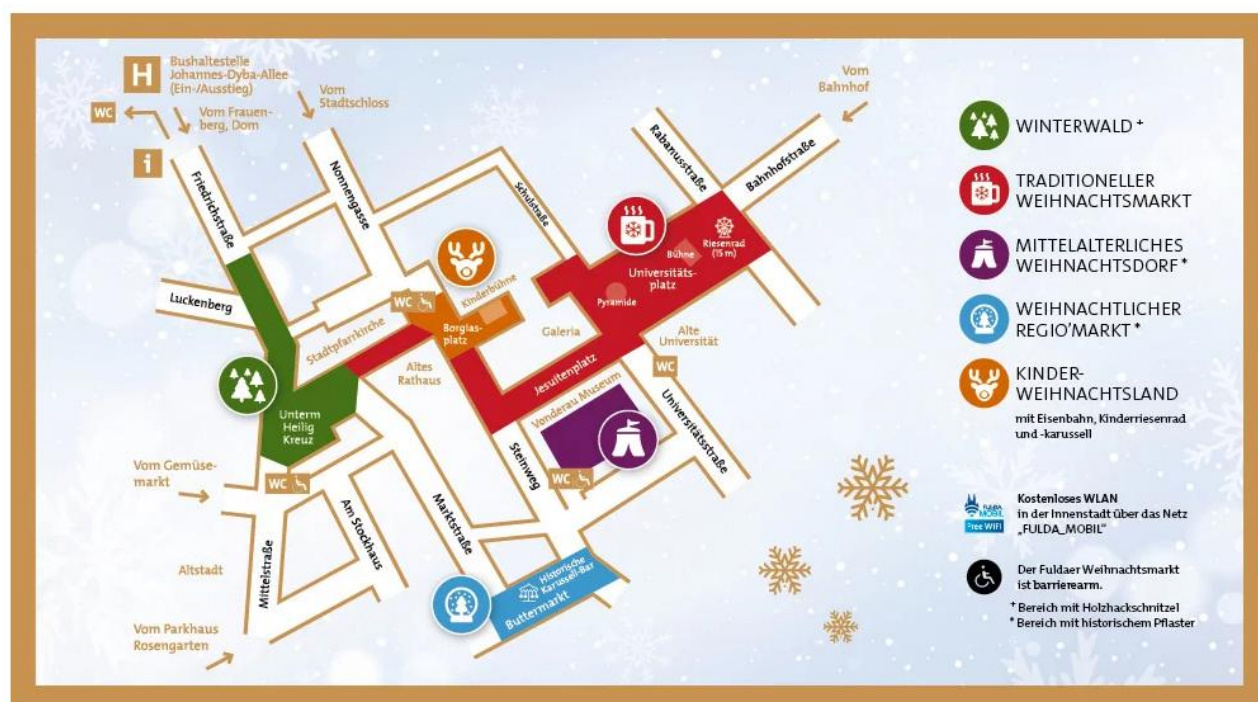 H
Bushaltestelle
Johannes-Dyba-Allee
(Ein-/Ausstieg)
WC
Vom Frauen-
berg, Dom
Vom
Stadtschloss
Vom
Bahnhof
i
Friedrichstraße
Nonnengasse
Schulstraße
Rabanusstraße
Bahnhofstraße
Luckenberg
Stadtpfarrkirche
WC
Kinderbühne
Borgias-
platz
Altes
Rathaus
Galeria
Pyramide
Bühne
Riesenrad
(15 m)
Universitäts-
platz
Alte
Universität
WC
Jesuitenplatz
Vonderau Museum
Universitätsstraße
Unterm
Heilig
Kreuz
WC
Steinweg
WC
Vom Gemüse-
markt
Am Stockhaus
Marktstraße
Altstadt
Mittelstraße
Historische
Karussell-Bar
Buttermarkt
Vom Parkhaus
Rosengarten
WINTERWALD +
TRADITIONELLER
WEIHNACHTSMARKT
MITTELALTERLICHES
WEIHNACHTSDORF *
WEIHNACHTLICHER
REGIO’MARKT *
KINDER-
WEIHNACHTSLAND
mit Eisenbahn, Kinderriesenrad
und -karussell
FULDA
MOBIL
Free WIFI
Kostenloses WLAN
in der Innenstadt über das Netz
„FULDA_MOBIL“
Der Fuldaer Weihnachtsmarkt
ist barrierearm.
+ Bereich mit Holzhackschnitzel
* Bereich mit historischem Pflaster